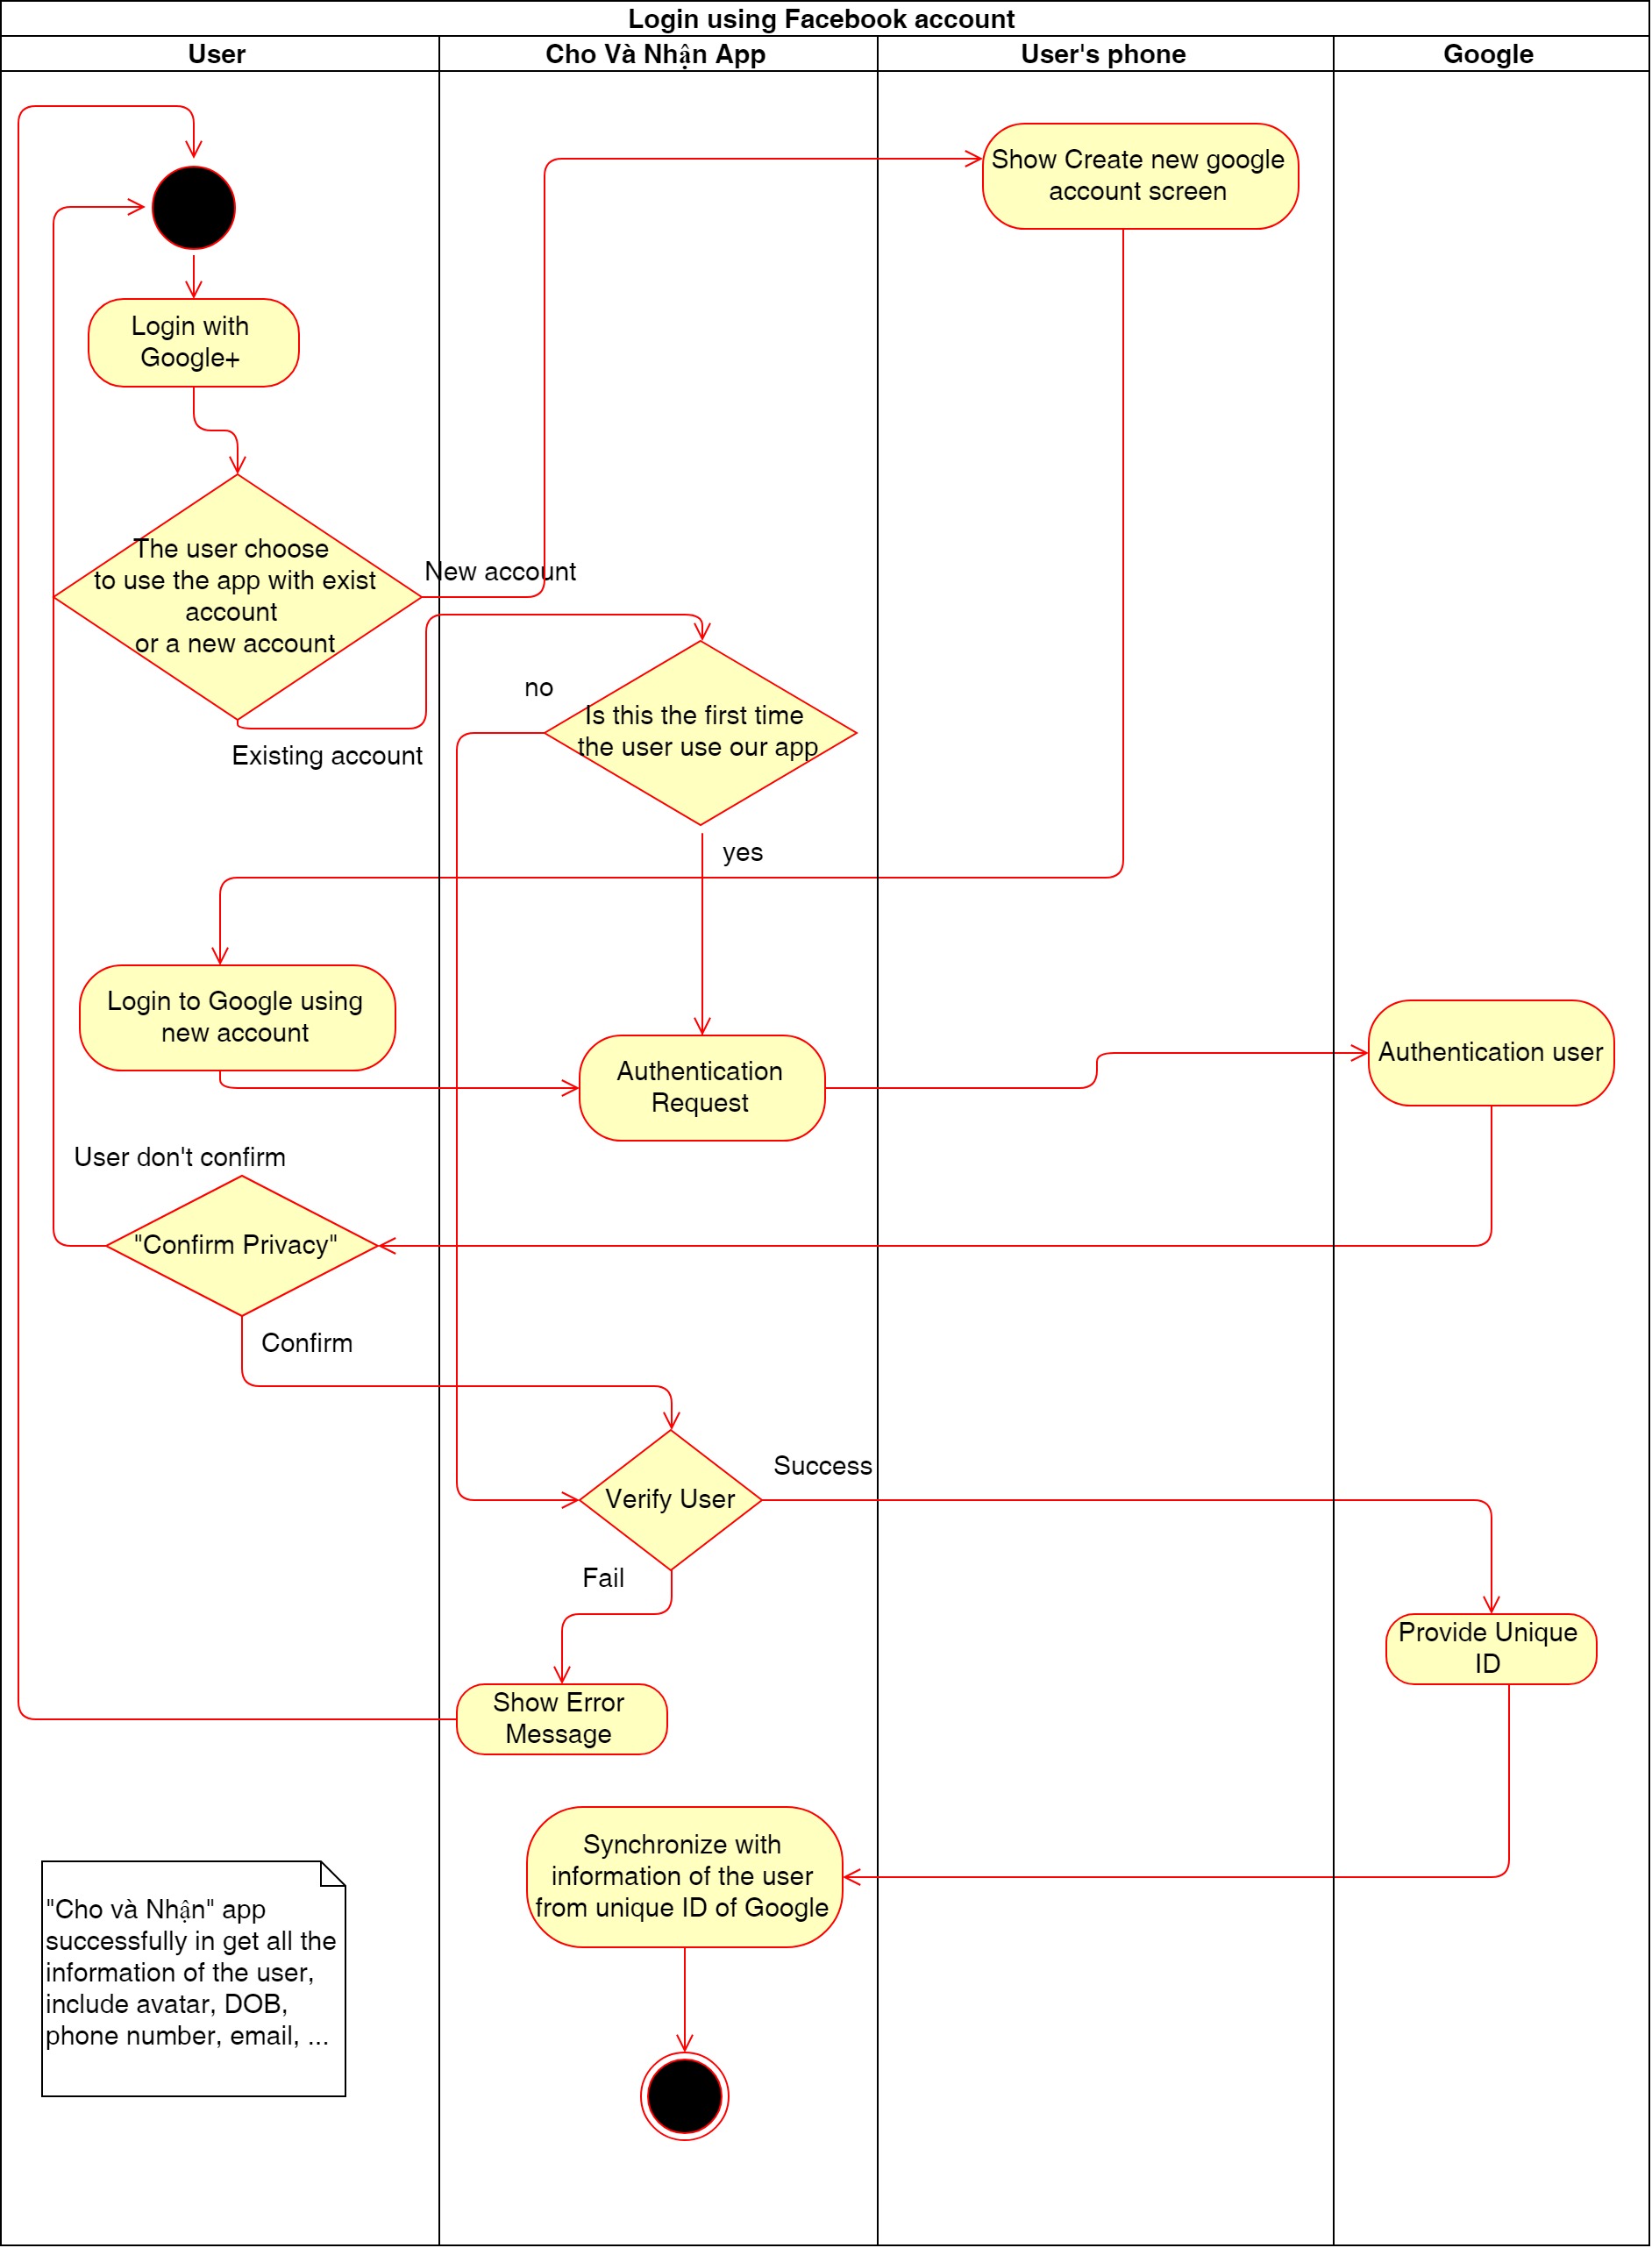 Login using Facebook account
User
Cho Và Nhận App
User's phone
Google
Show Create new google
account screen
Login with
Google+
The user choose
to use the app with exist
account
or a new account
New account
Existing account
no
Is this the first time
the user use our app
yes
Login to Google using
new account
Authentication
Request
Authentication user
User don't confirm
"Confirm Privacy"
Confirm
Success
Verify User
Fail
Provide Unique
ID
Show Error
Message
Synchronize with
information of the user
from unique ID of Google
"Cho và Nhận" app
successfully in get all the
information of the user,
include avatar, DOB,
phone number, email, ...